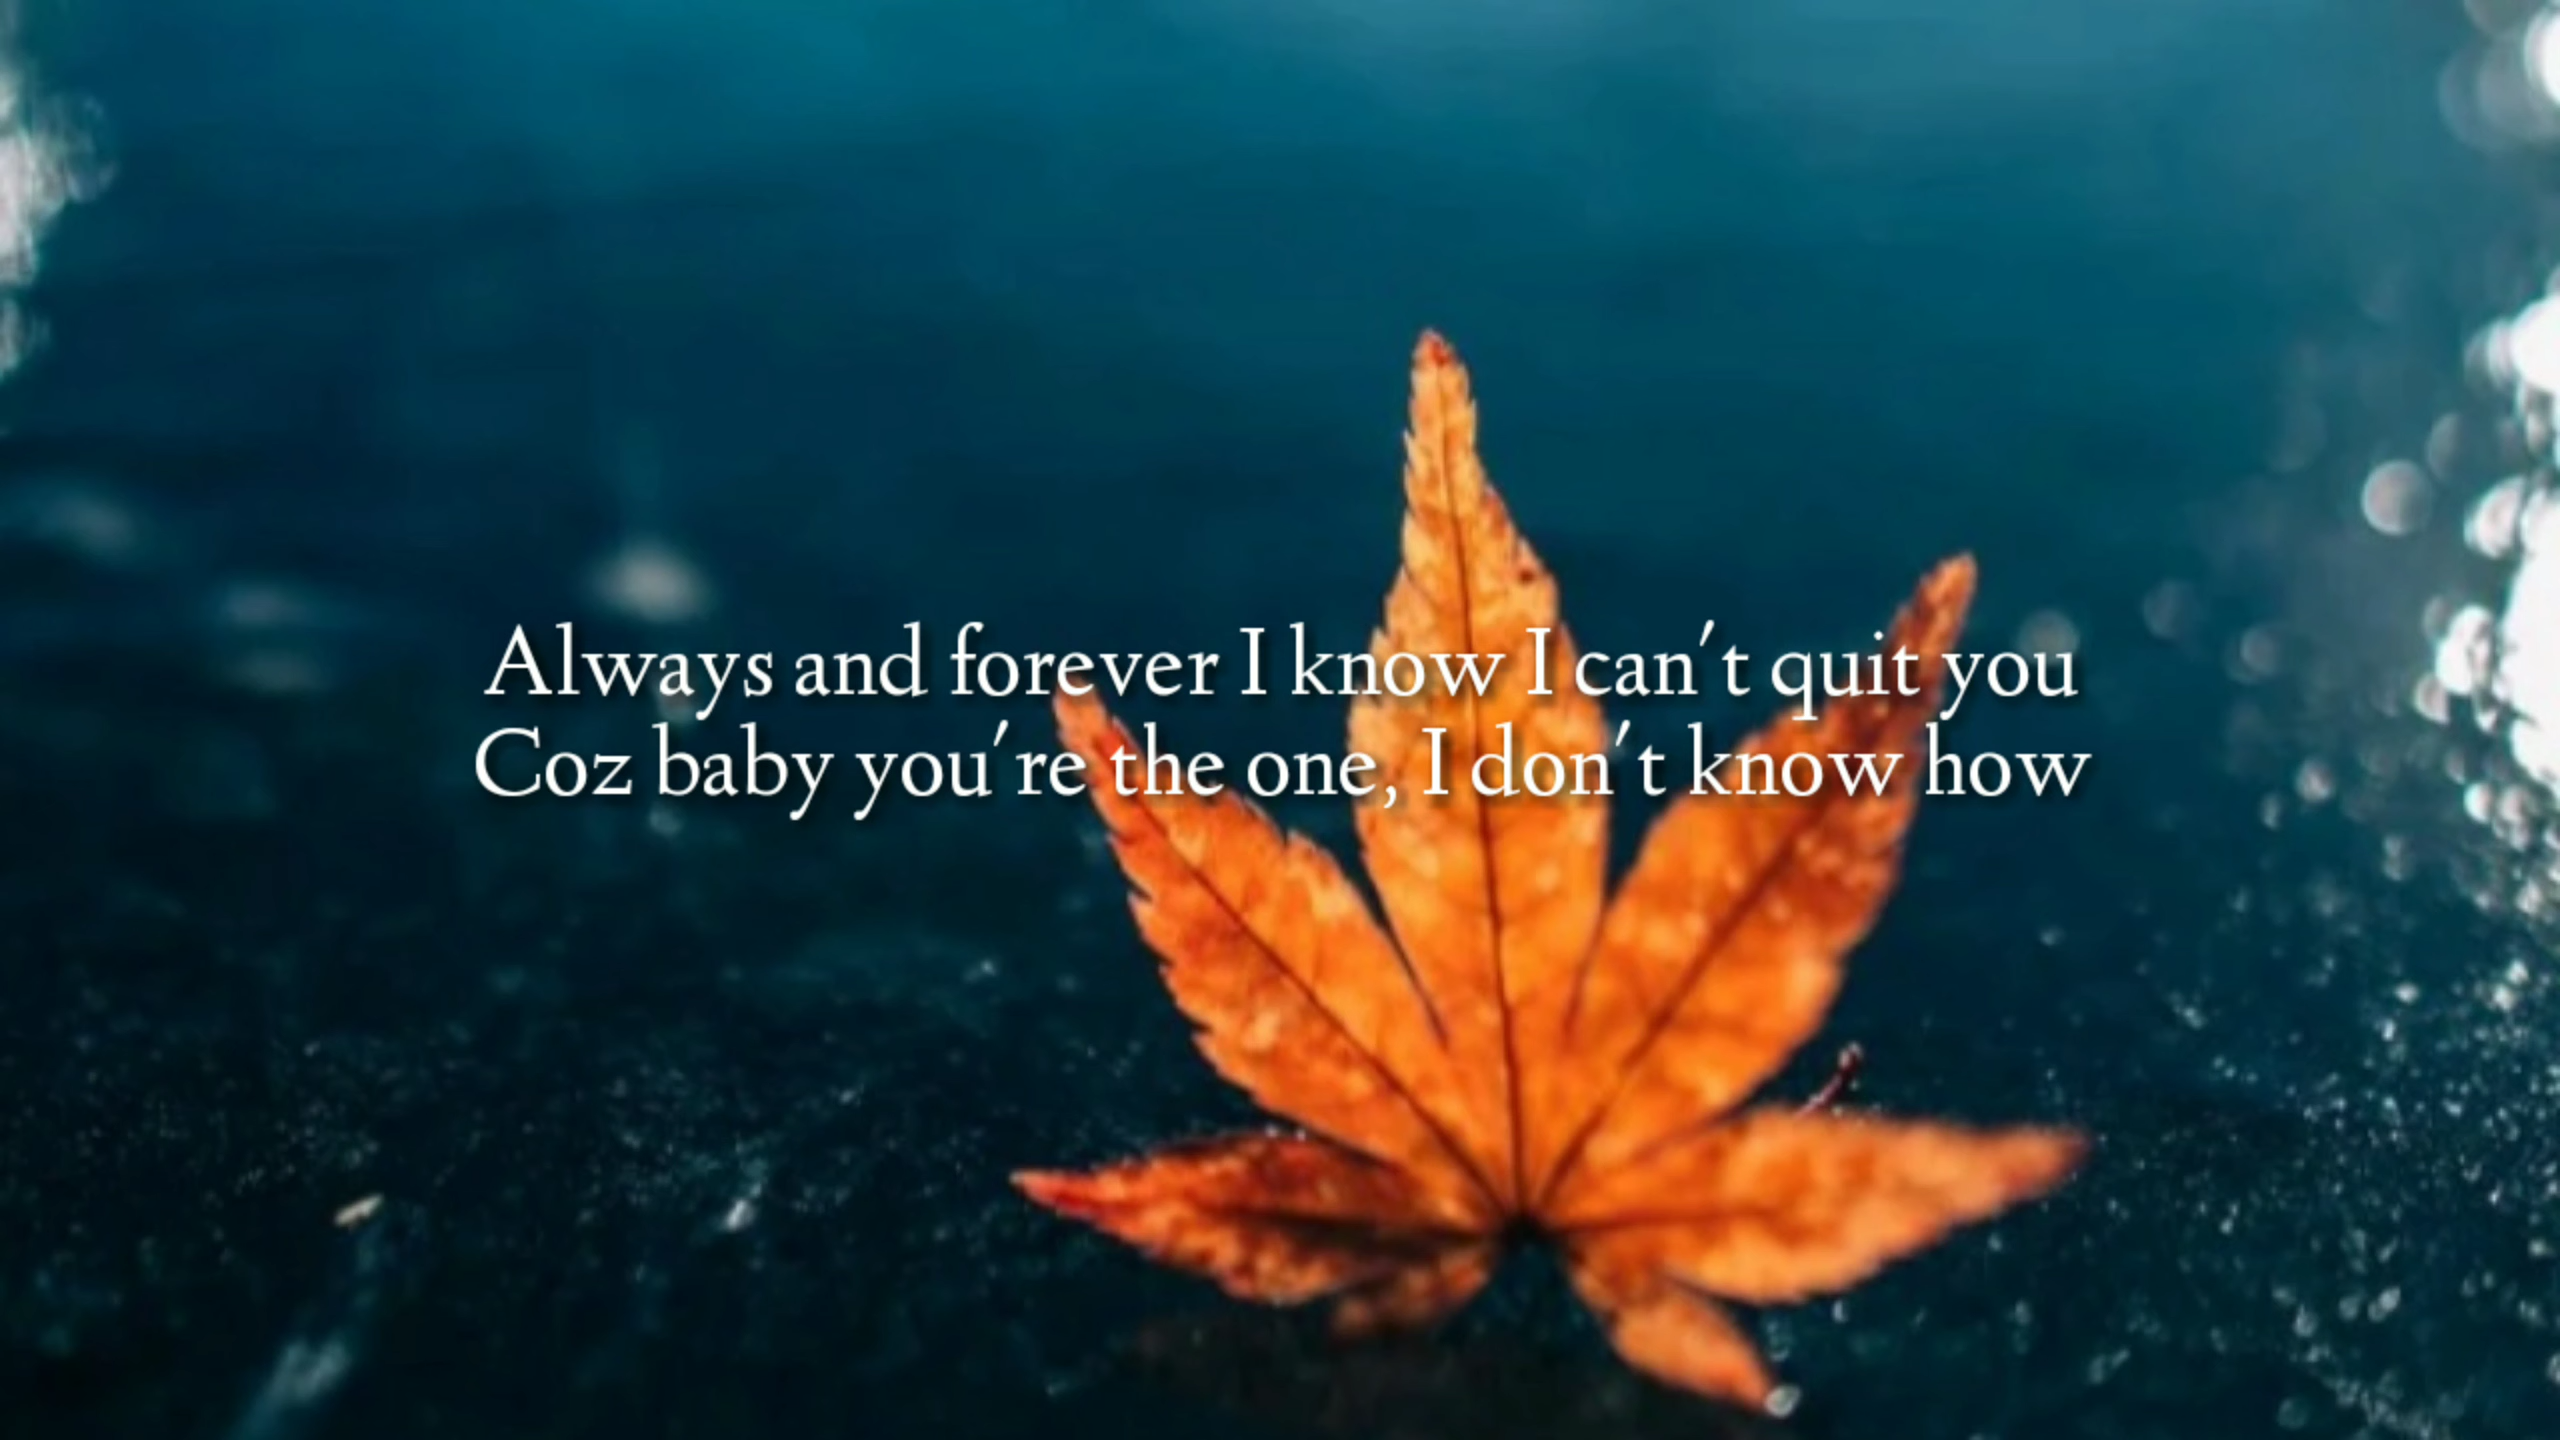 Always and forever I know I can't quit you
Coz baby you're the one, I don't know how